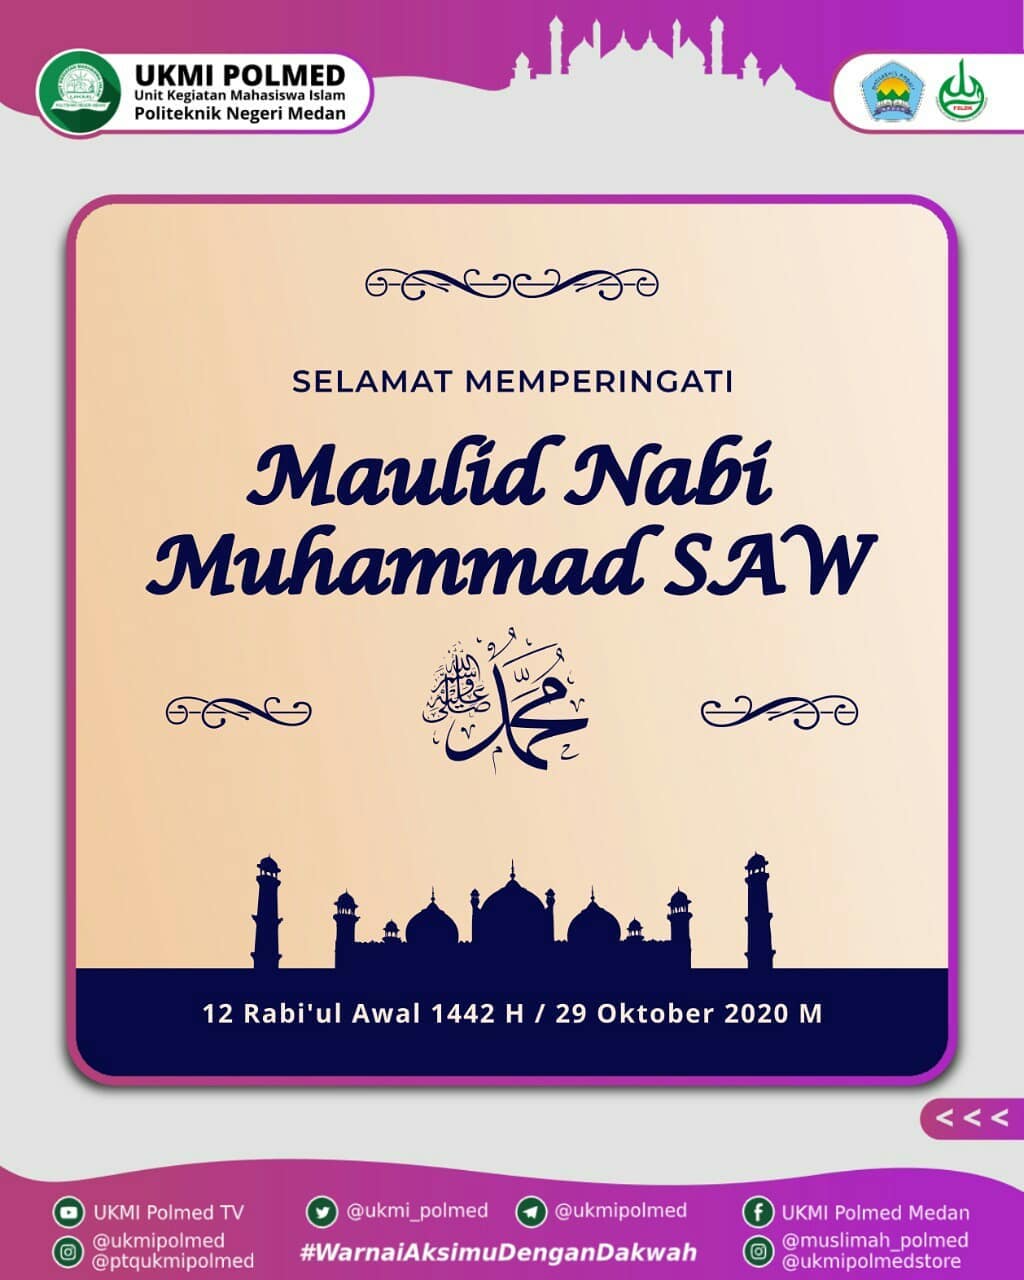 UKMI POLMED
Unit Kegiatan Mahasiswa Islam
Politeknik Negeri Medan
SELAMAT MEMPERINGATI
Maulid Nabi
Muhammad SAW
محمد صلى الله عليه وسلم
12 Rabi'ul Awal 1442 H / 29 Oktober 2020 M
< < <
UKMI Polmed TV
@ukmipolmed
@ptqukmipolmed
@ukmi_polmed
@ukmipolmed
#WarnaiAksimuDenganDakwah
UKMI Polmed Medan
@muslimah_polmed
@ukmipolmedstore